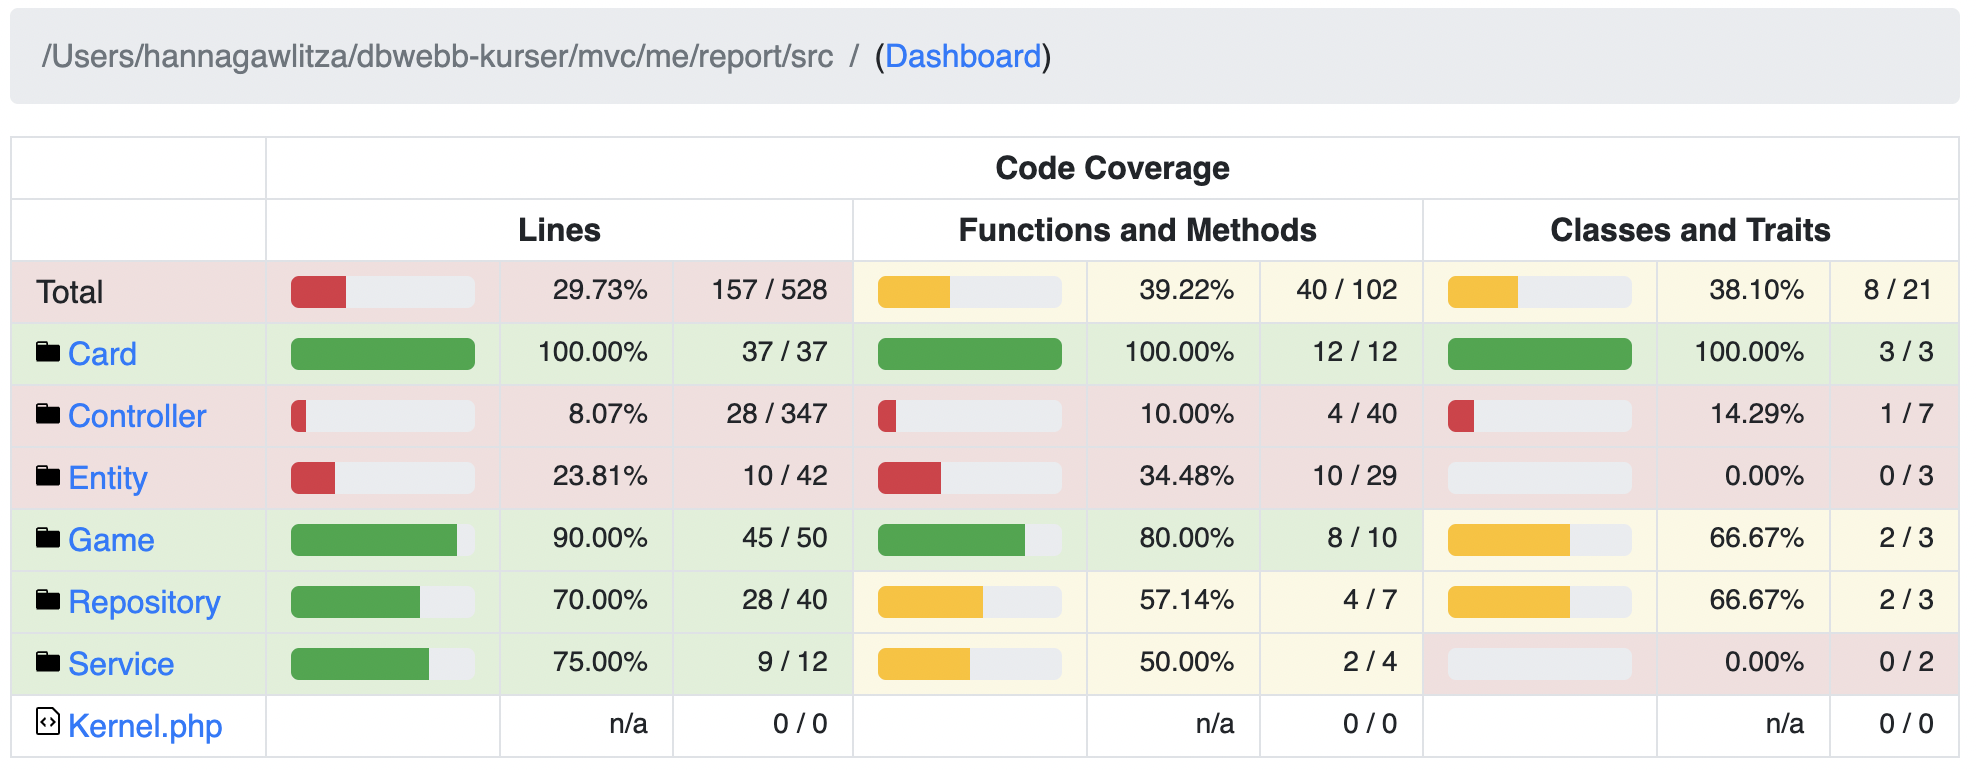 /Users/hannagawlitza/dbwebb-kurser/mvc/me/report/src / (Dashboard)
Code Coverage
Lines Functions and Methods Classes and Traits
Total 29.73% 157 / 528 39.22% 40 / 102 38.10% 8 / 21
Card 100.00% 37 / 37 100.00% 12 / 12 100.00% 3 / 3
Controller 8.07% 28 / 347 10.00% 4 / 40 14.29% 1 / 7
Entity 23.81% 10 / 42 34.48% 10 / 29 0.00% 0 / 3
Game 90.00% 45 / 50 80.00% 8 / 10 66.67% 2 / 3
Repository 70.00% 28 / 40 57.14% 4 / 7 66.67% 2 / 3
Service 75.00% 9 / 12 50.00% 2 / 4 0.00% 0 / 2
Kernel.php n/a 0 / 0 n/a 0 / 0 n/a 0 / 0